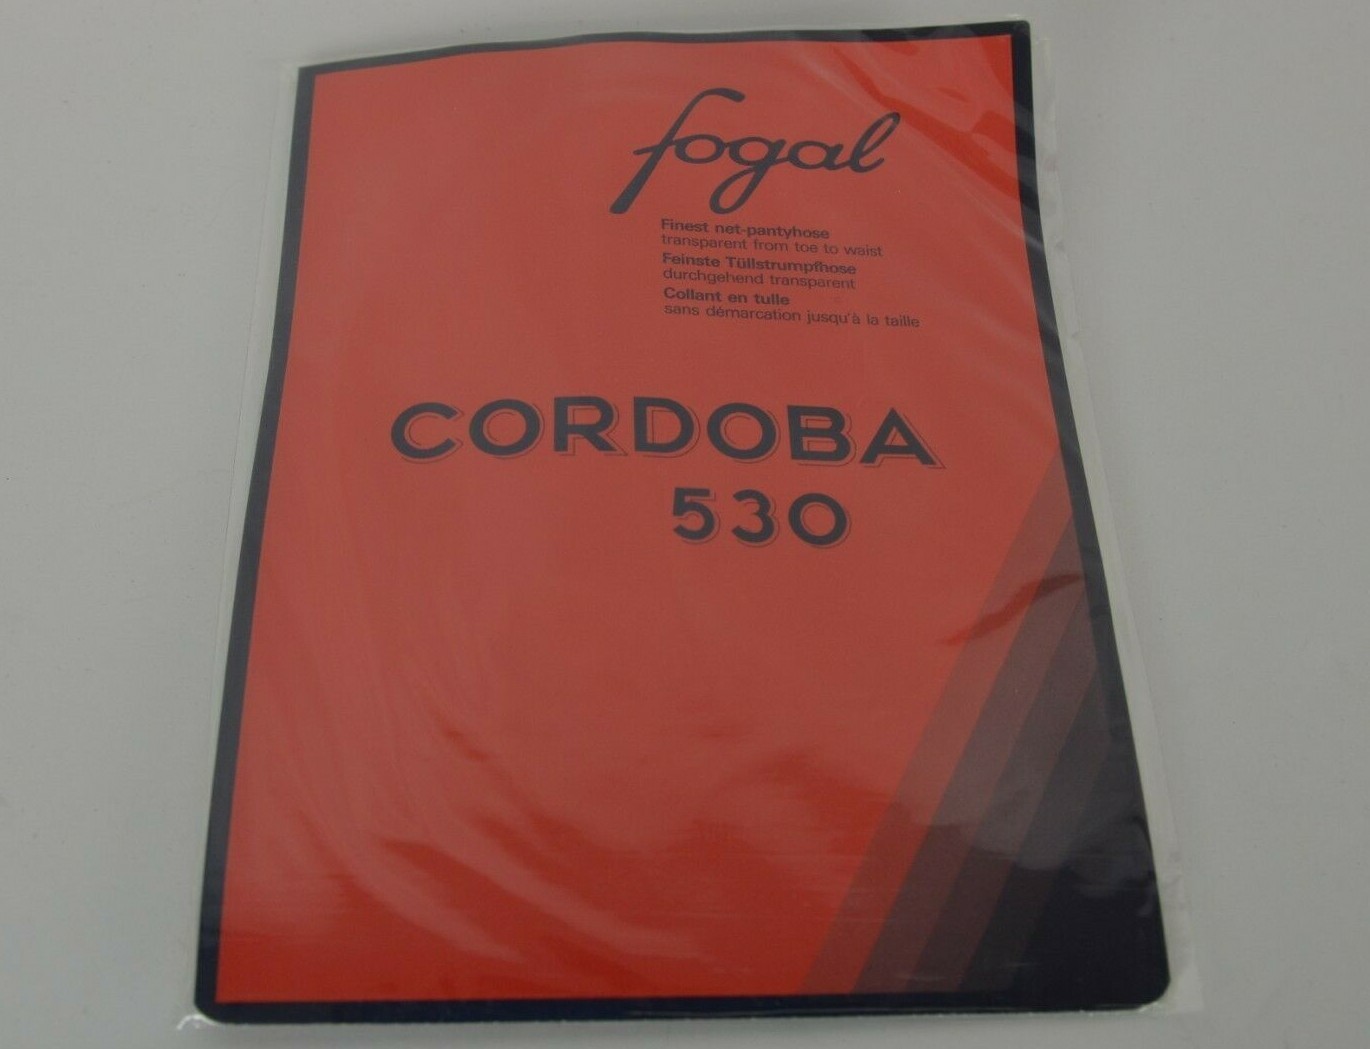 fogal
Finest net-pantyhose
transparent from toe to waist
Feinste Tüllstrumpfhose
durchgehend transparent
Collant en tulle
sans démarcation jusqu'à la taille
CORDOBA
530